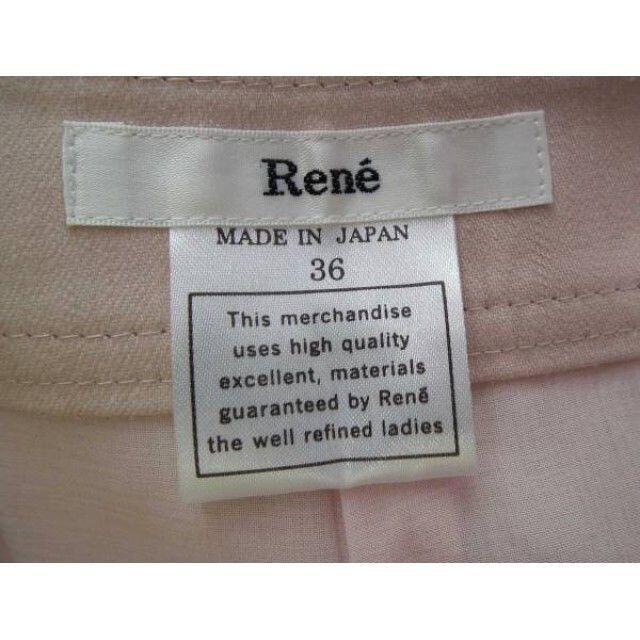 René
MADE IN JAPAN
36
This merchandise
uses high quality
excellent, materials
guaranteed by René
the well refined ladies